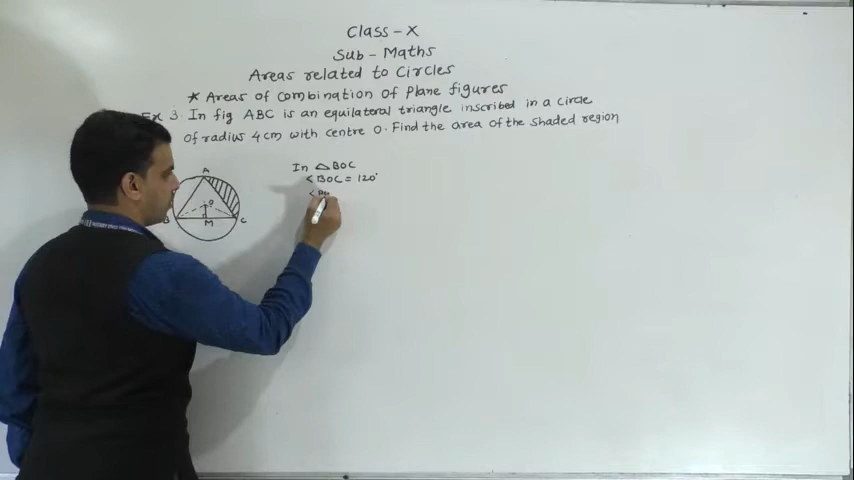 Class - X
Sub - Maths
Areas related to Circles
* Areas of combination of Plane figures
Ex 3. In fig ABC is an equilateral triangle inscribed in a circle
of radius 4 cm with centre O. Find the area of the shaded region
A
O
B M C
In △BOC
∠BOC = 120°